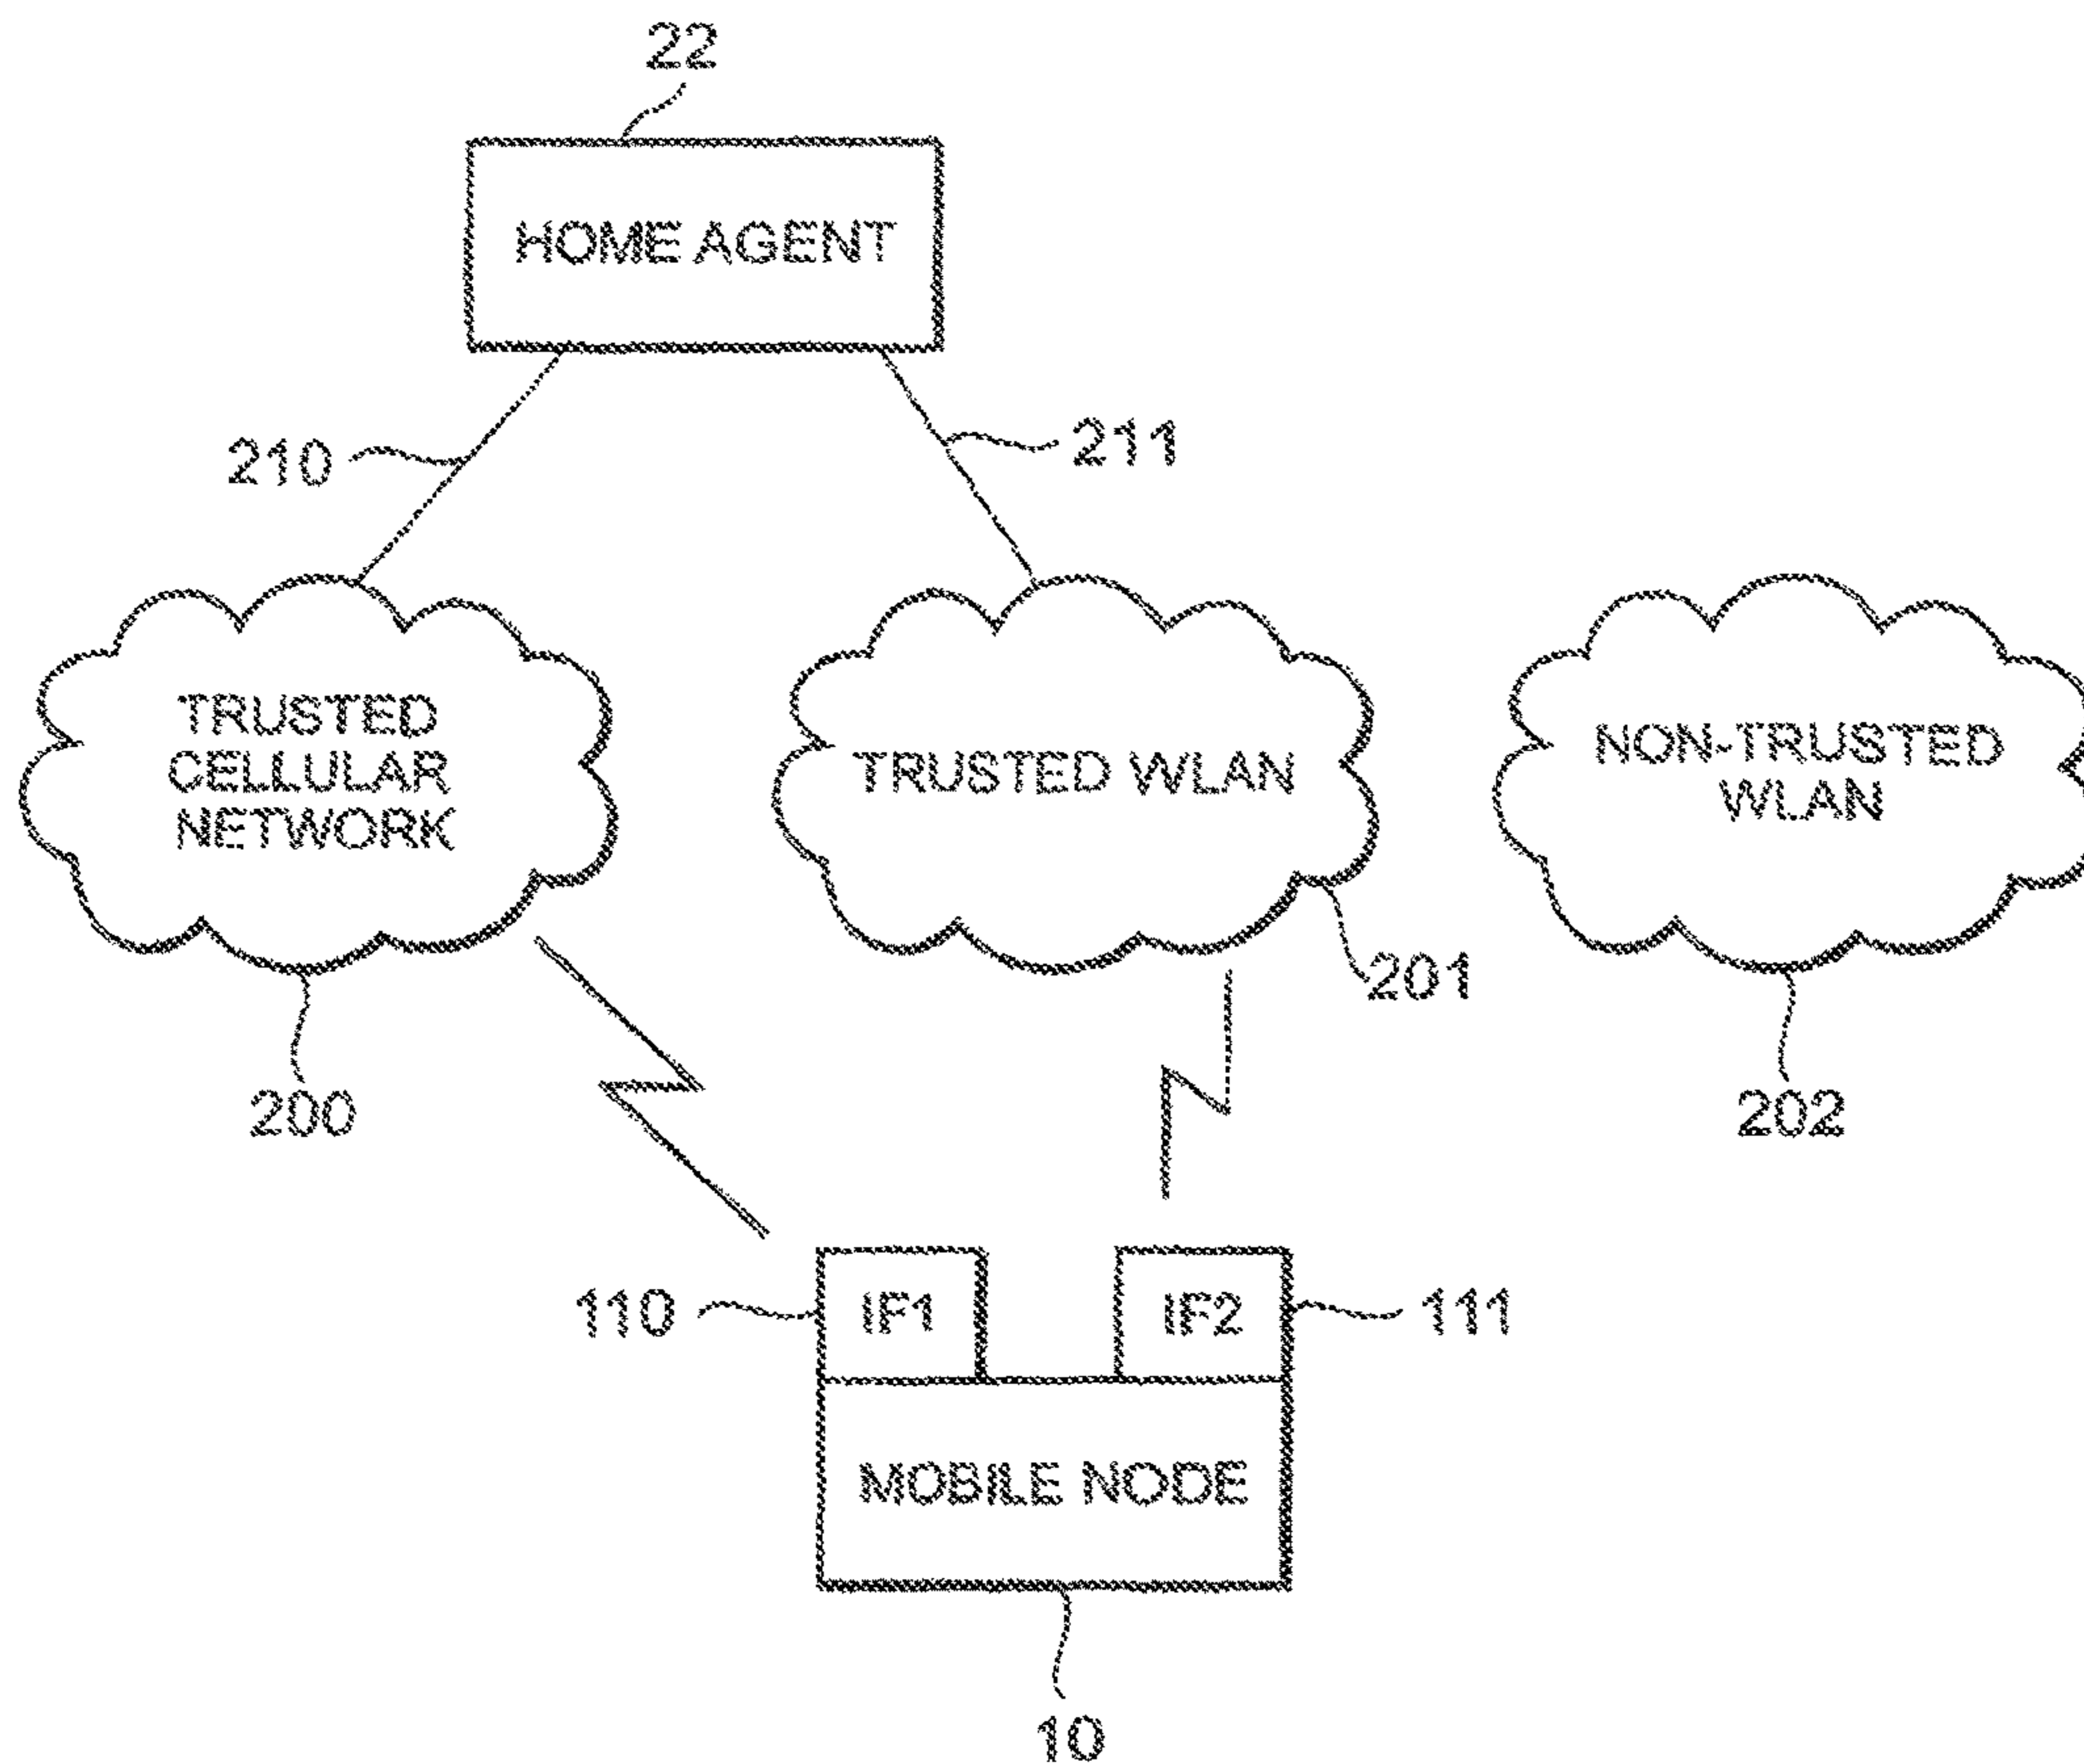 22
HOME AGENT
210
211
TRUSTED
CELLULAR
NETWORK
TRUSTED WLAN
NON-TRUSTED
WLAN
201
200
202
110
IF1
IF2
111
MOBILE NODE
10